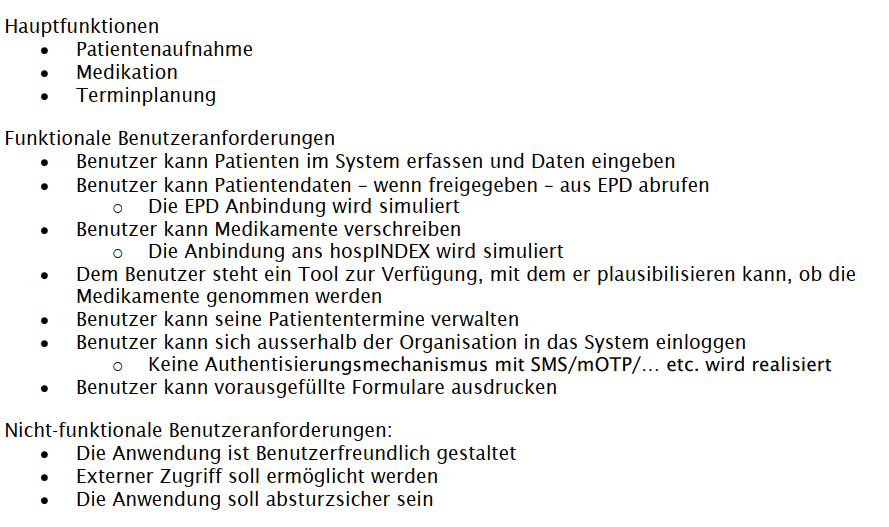 Hauptfunktionen
• Patientenaufnahme
• Medikation
• Terminplanung
Funktionale Benutzeranforderungen
• Benutzer kann Patienten im System erfassen und Daten eingeben
• Benutzer kann Patientendaten – wenn freigegeben – aus EPD abrufen
o Die EPD Anbindung wird simuliert
• Benutzer kann Medikamente verschreiben
o Die Anbindung ans hospINDEX wird simuliert
• Dem Benutzer steht ein Tool zur Verfügung, mit dem er plausibilisieren kann, ob die
Medikamente genommen werden
• Benutzer kann seine Patiententermine verwalten
• Benutzer kann sich ausserhalb der Organisation in das System einloggen
o Keine Authentisierungsmechanismus mit SMS/mOTP/… etc. wird realisiert
• Benutzer kann vorausgefüllte Formulare ausdrucken
Nicht-funktionale Benutzeranforderungen:
• Die Anwendung ist Benutzerfreundlich gestaltet
• Externer Zugriff soll ermöglicht werden
• Die Anwendung soll absturzsicher sein